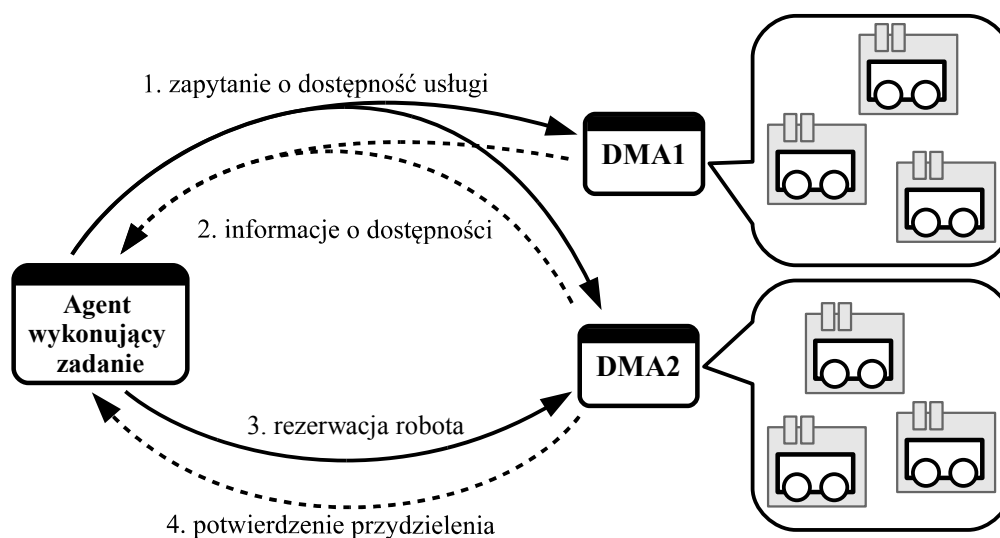 1. zapytanie o dostępność usługi
DMA1
2. informacje o dostępności
Agent
wykonujący
zadanie
DMA2
3. rezerwacja robota
4. potwierdzenie przydzielenia